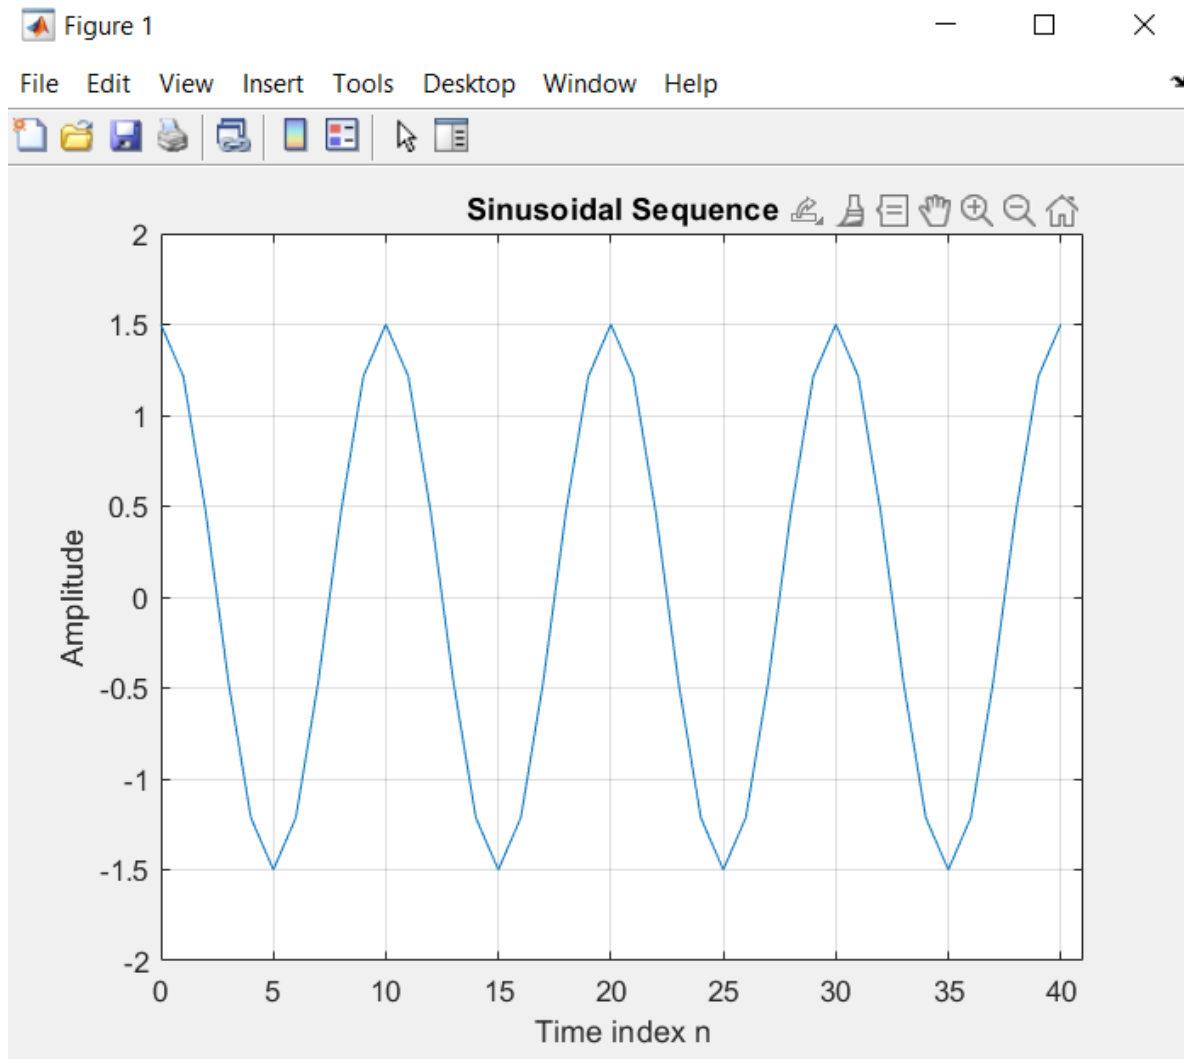 Figure 1
File Edit View Insert Tools Desktop Window Help
Sinusoidal Sequence
2
1.5
1
0.5
0
-0.5
-1
-1.5
-2
Amplitude
0 5 10 15 20 25 30 35 40
Time index n